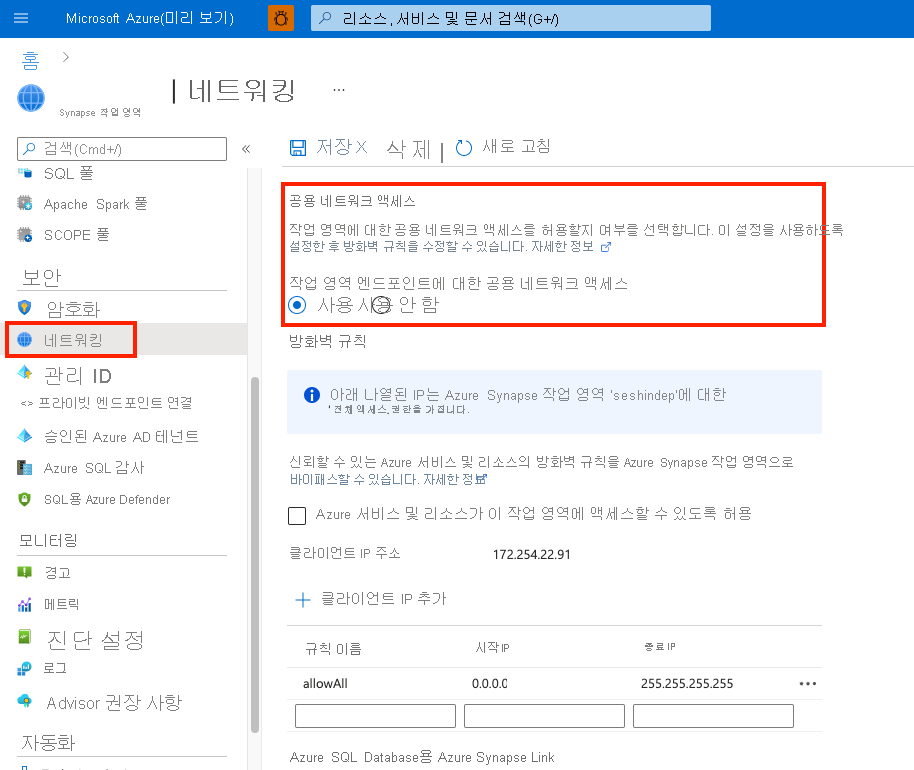 Microsoft Azure(미리 보기)
리소스, 서비스 및 문서 검색(G+/)
홈
| 네트워킹 ...
Synapse 작업 영역
검색(Cmd+/)
«
SQL 풀
Apache Spark 풀
SCOPE 풀
보안
암호화
네트워킹
관리 ID
<> 프라이빗 엔드포인트 연결
승인된 Azure AD 테넌트
Azure SQL 감사
SQL용 Azure Defender
모니터링
경고
메트릭
진단 설정
로그
Advisor 권장 사항
자동화
저장 X 삭제 | 새로 고침
공용 네트워크 액세스
작업 영역에 대한 공용 네트워크 액세스를 허용할지 여부를 선택합니다. 이 설정을 사용하도록
설정한 후 방화벽 규칙을 수정할 수 있습니다. 자세한 정보
작업 영역 엔드포인트에 대한 공용 네트워크 액세스
사용 사용 안 함
방화벽 규칙
아래 나열된 IP는 Azure Synapse 작업 영역 'seshindep'에 대한
전체 액세스 권한을 가집니다.
신뢰할 수 있는 Azure 서비스 및 리소스의 방화벽 규칙을 Azure Synapse 작업 영역으로
바이패스할 수 있습니다. 자세한 정보
Azure 서비스 및 리소스가 이 작업 영역에 액세스할 수 있도록 허용
클라이언트 IP 주소 172.254.22.91
클라이언트 IP 추가
규칙 이름 시작 IP 종료 IP
allowAll 0.0.0.0 255.255.255.255 •••
Azure SQL Database용 Azure Synapse Link